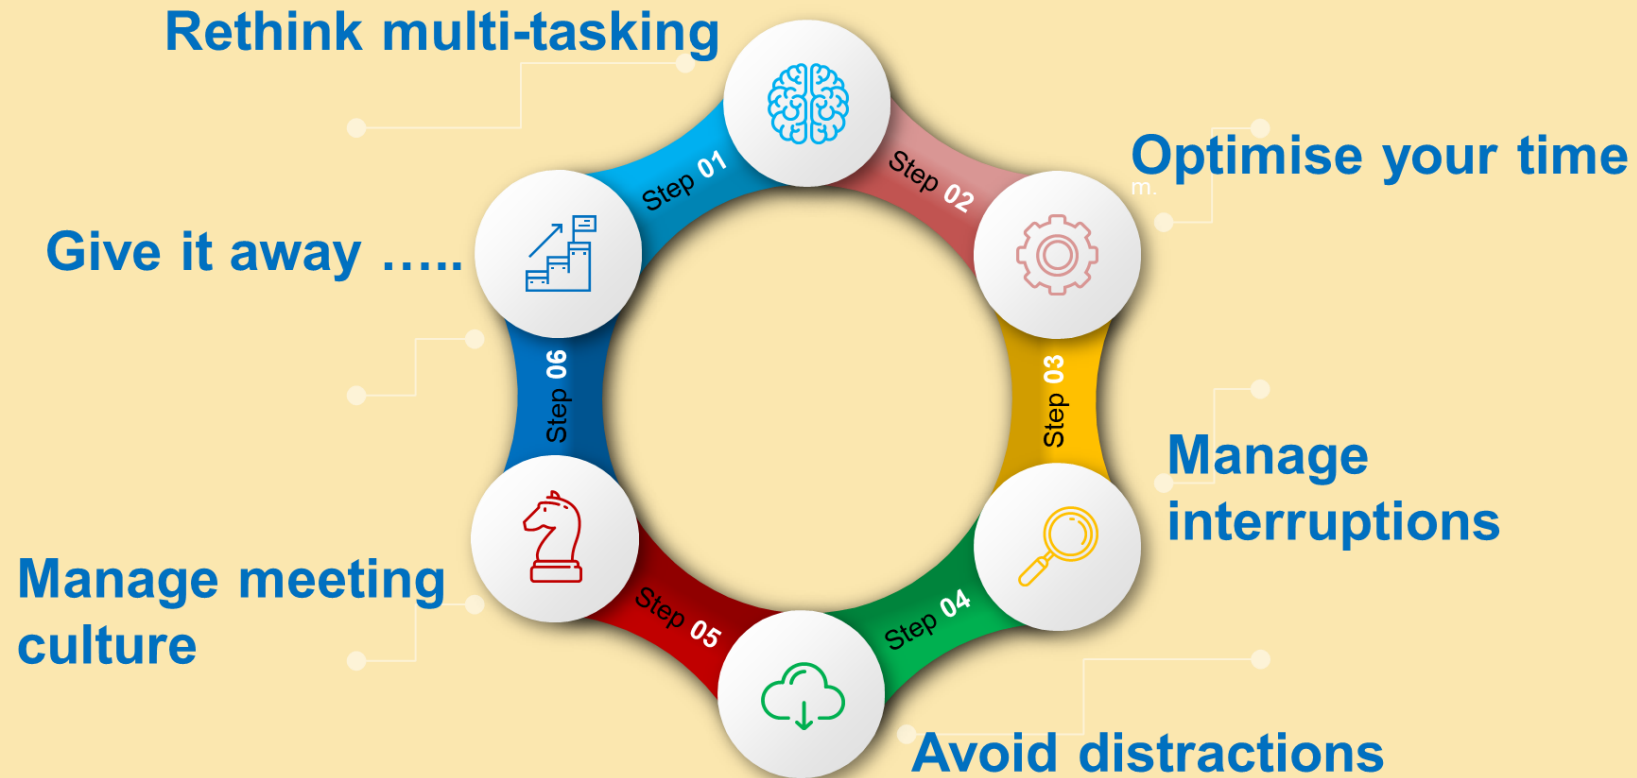 Rethink multi-tasking
Step 01
Step 02
Optimise your time
m.
Step 03
Manage
interruptions
Step 04
Avoid distractions
Step 05
Manage meeting
culture
Step 06
Give it away …..